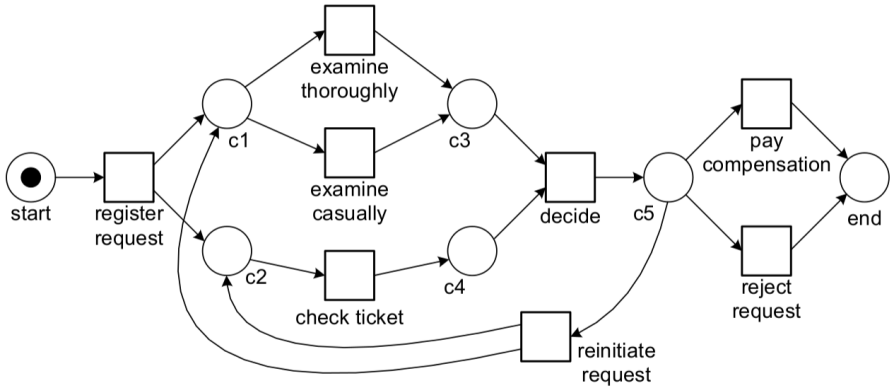 examine
thoroughly
c1
c3
pay
compensation
examine
casually
start
register
request
decide
c5
end
c2
c4
check ticket
reject
request
reinitiate
request